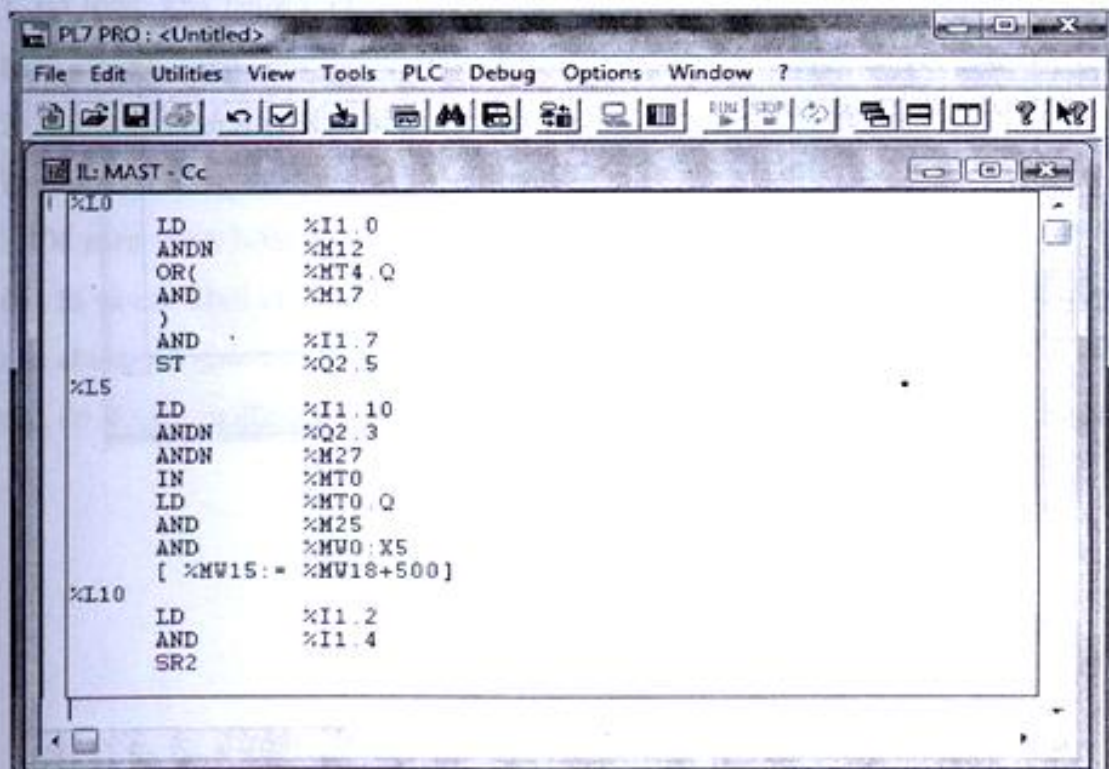 PL7 PRO : <Untitled>
File Edit Utilities View Tools PLC Debug Options Window ?
RUN STOP
IL: MAST - Cc
! %L0
LD %I1.0
ANDN %M12
OR( %MT4.Q
AND %M17
)
AND %I1.7
ST %Q2.5
%L5
LD %I1.10
ANDN %Q2.3
ANDN %M27
IN %MT0
LD %MT0.Q
AND %M25
AND %MW0:X5
[ %MW15:= %MW18+500]
%L10
LD %I1.2
AND %I1.4
SR2